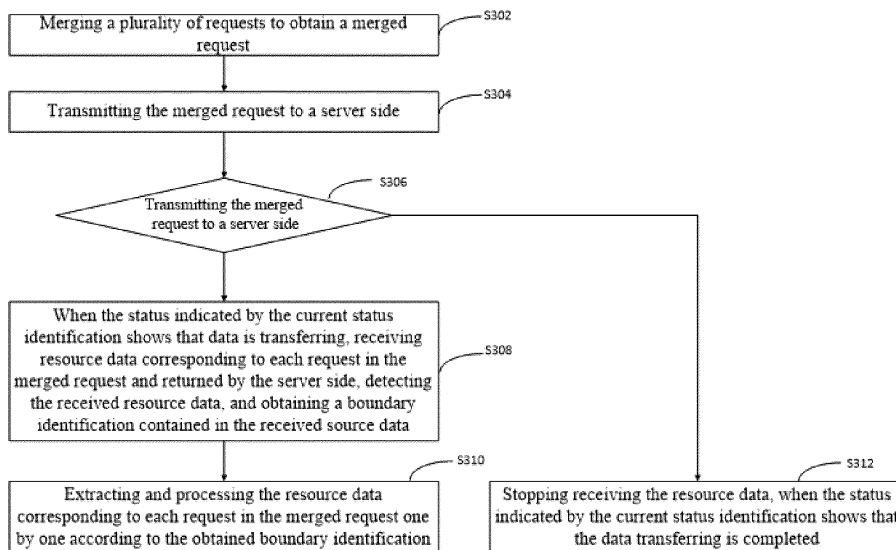 Merging a plurality of requests to obtain a merged
request
S302
Transmitting the merged request to a server side
S304
S306
Transmitting the merged
request to a server side
When the status indicated by the current status
identification shows that data is transferring, receiving
resource data corresponding to each request in the
merged request and returned by the server side, detecting
the received resource data, and obtaining a boundary
identification contained in the received source data
S308
S310
Extracting and processing the resource data
corresponding to each request in the merged request one
by one according to the obtained boundary identification
S312
Stopping receiving the resource data, when the status
indicated by the current status identification shows that
the data transferring is completed